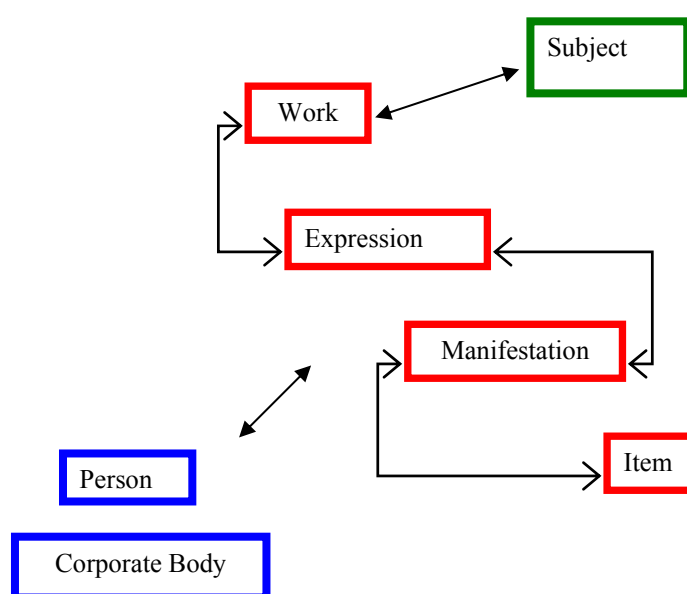 Subject
Work
Expression
Manifestation
Item
Person
Corporate Body